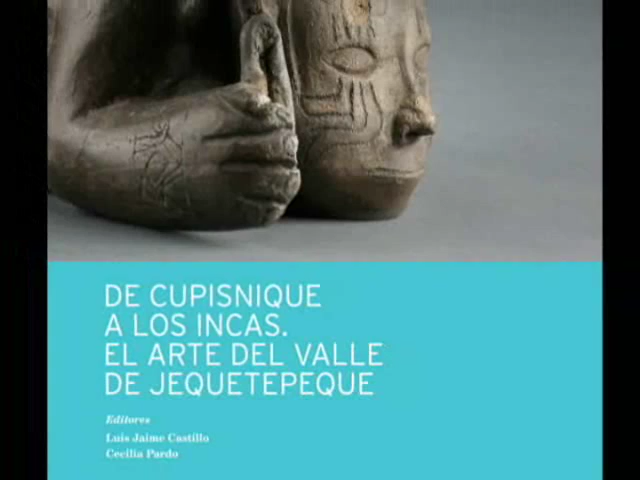 DE CUPISNIQUE
A LOS INCAS.
EL ARTE DEL VALLE
DE JEQUETEPEQUE
Editores
Luis Jaime Castillo
Cecilia Pardo